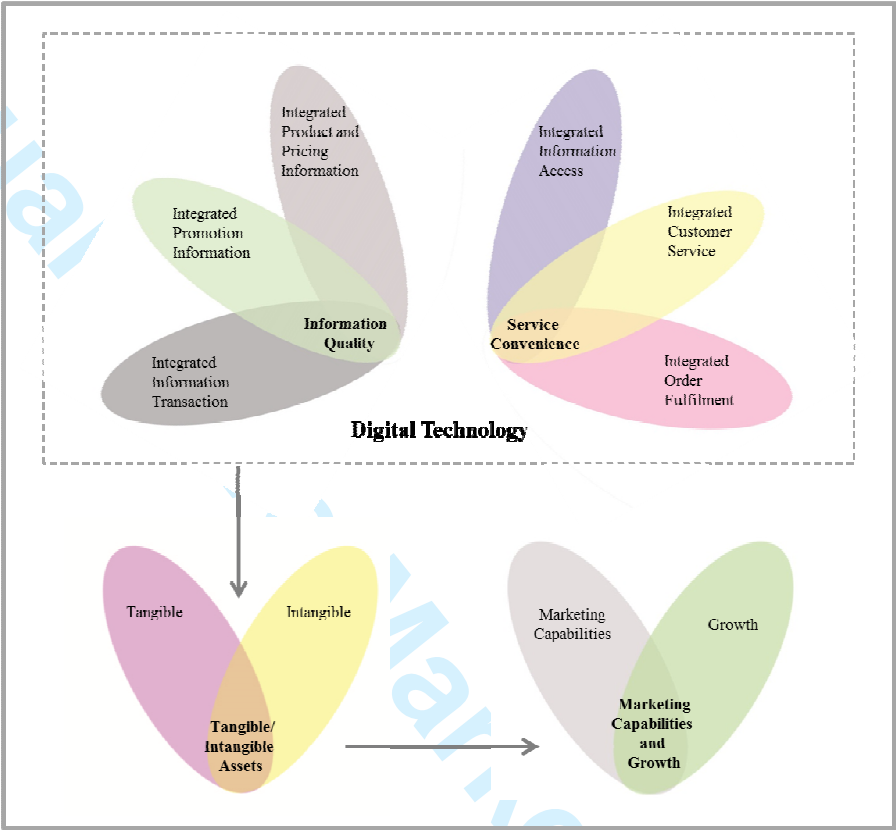 Integrated
Product and
Pricing
Information
Integrated
Information
Access
Integrated
Promotion
Information
Integrated
Customer
Service
Information
Quality
Service
Convenience
Integrated
Information
Transaction
Integrated
Order
Fulfilment
Digital Technology
Tangible
Intangible
Marketing
Capabilities
Growth
Tangible/
Intangible
Assets
Marketing
Capabilities
and
Growth